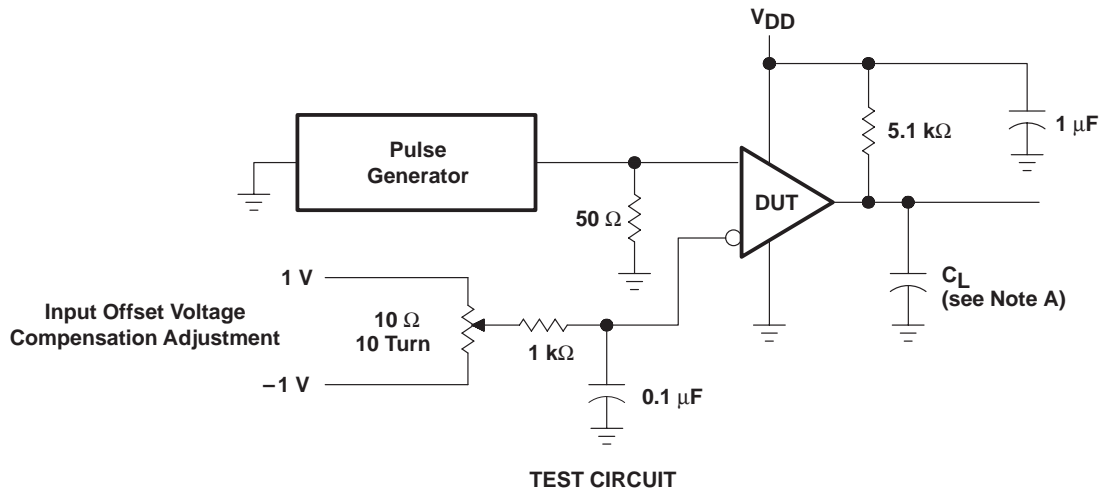 VDD
Pulse
Generator
5.1 kΩ
1 μF
DUT
50 Ω
1 V
Input Offset Voltage
Compensation Adjustment
10 Ω
10 Turn
1 kΩ
CL
(see Note A)
−1 V
0.1 μF
TEST CIRCUIT